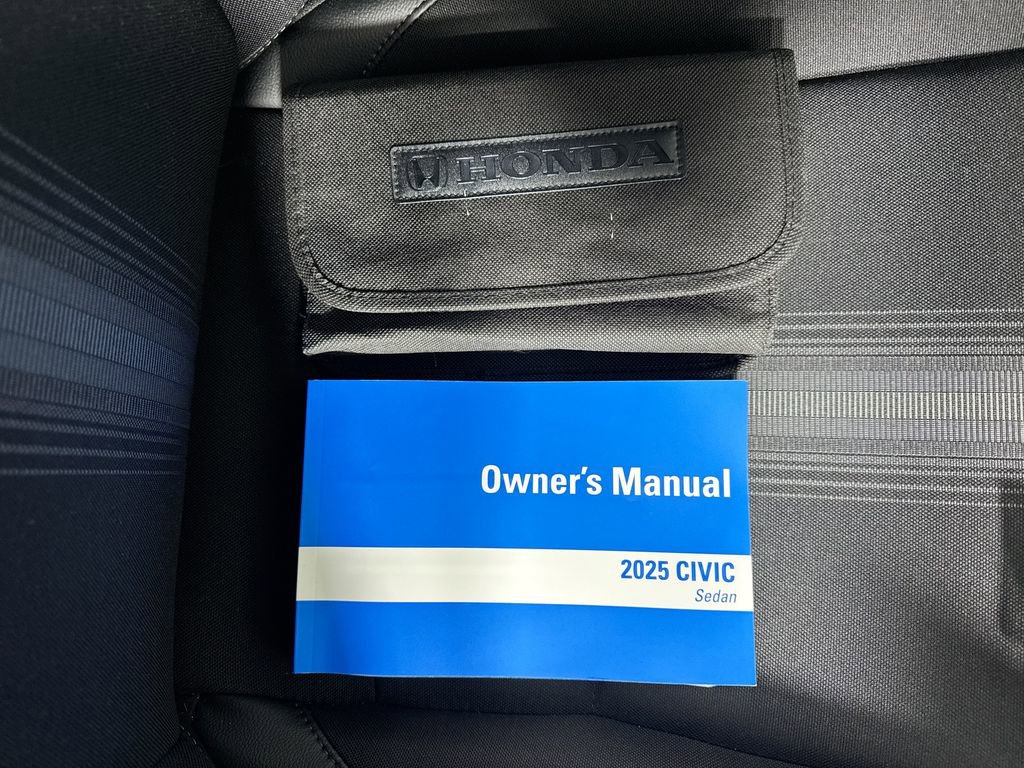 HONDA
Owner's Manual
2025 CIVIC
Sedan